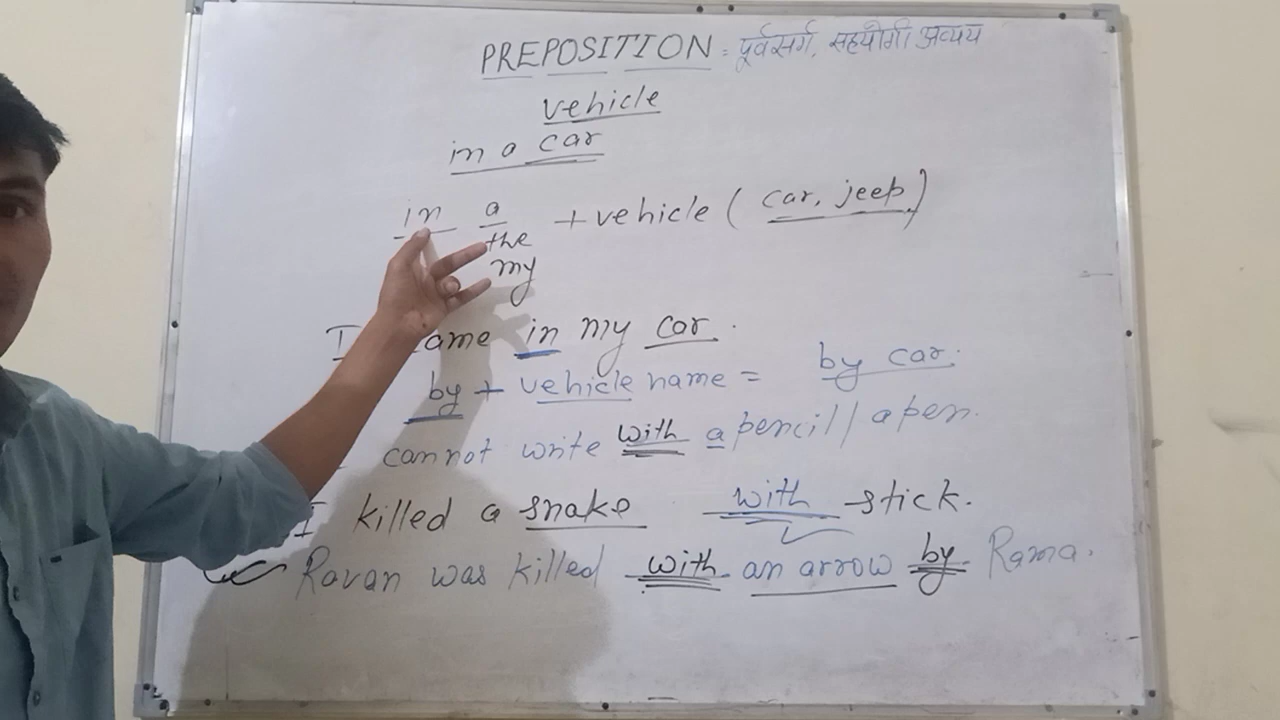 PREPOSITION : पूर्वसर्ग, सहयोगी अव्यय
vehicle
in a car
in a + vehicle ( car, jeep )
the
my
I came in my car.
by + vehicle name = by car.
I cannot write with a pencil / a pen.
I killed a snake with stick.
Ravan was killed with an arrow by Rama.